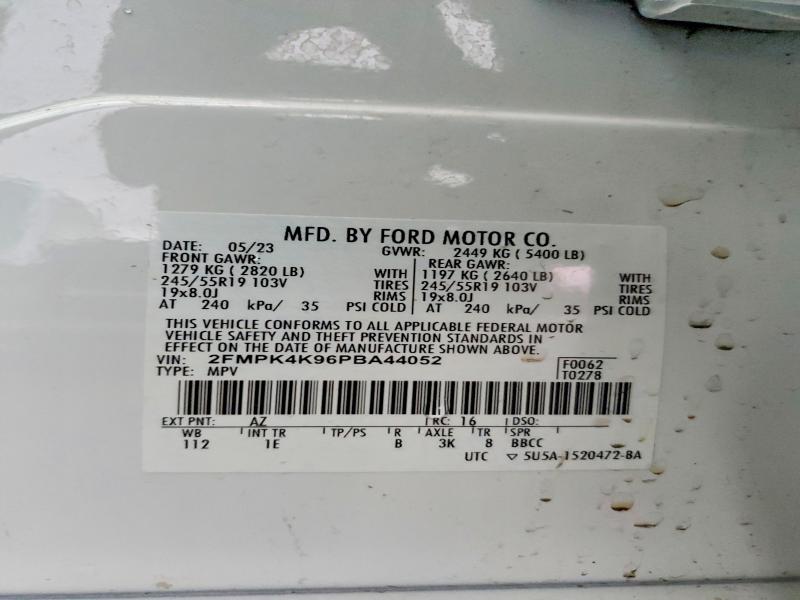 MFD. BY FORD MOTOR CO.
DATE: 05/23 GVWR: 2449 KG ( 5400 LB)
FRONT GAWR: REAR GAWR:
1279 KG ( 2820 LB) WITH 1197 KG ( 2640 LB) WITH
245/55R19 103V TIRES 245/55R19 103V TIRES
19x8.0J RIMS 19x8.0J RIMS
AT 240 kPa/ 35 PSI COLD AT 240 kPa/ 35 PSI COLD
THIS VEHICLE CONFORMS TO ALL APPLICABLE FEDERAL MOTOR
VEHICLE SAFETY AND THEFT PREVENTION STANDARDS IN
EFFECT ON THE DATE OF MANUFACTURE SHOWN ABOVE.
VIN: 2FMPK4K96PBA44052 F0062
TYPE: MPV T0278
EXT PNT: AZ RC: 16 DSO:
WB INT TR TP/PS R AXLE TR SPR
112 1E B 3K 8 BBCC
UTC ▽ 5U5A-1520472-BA